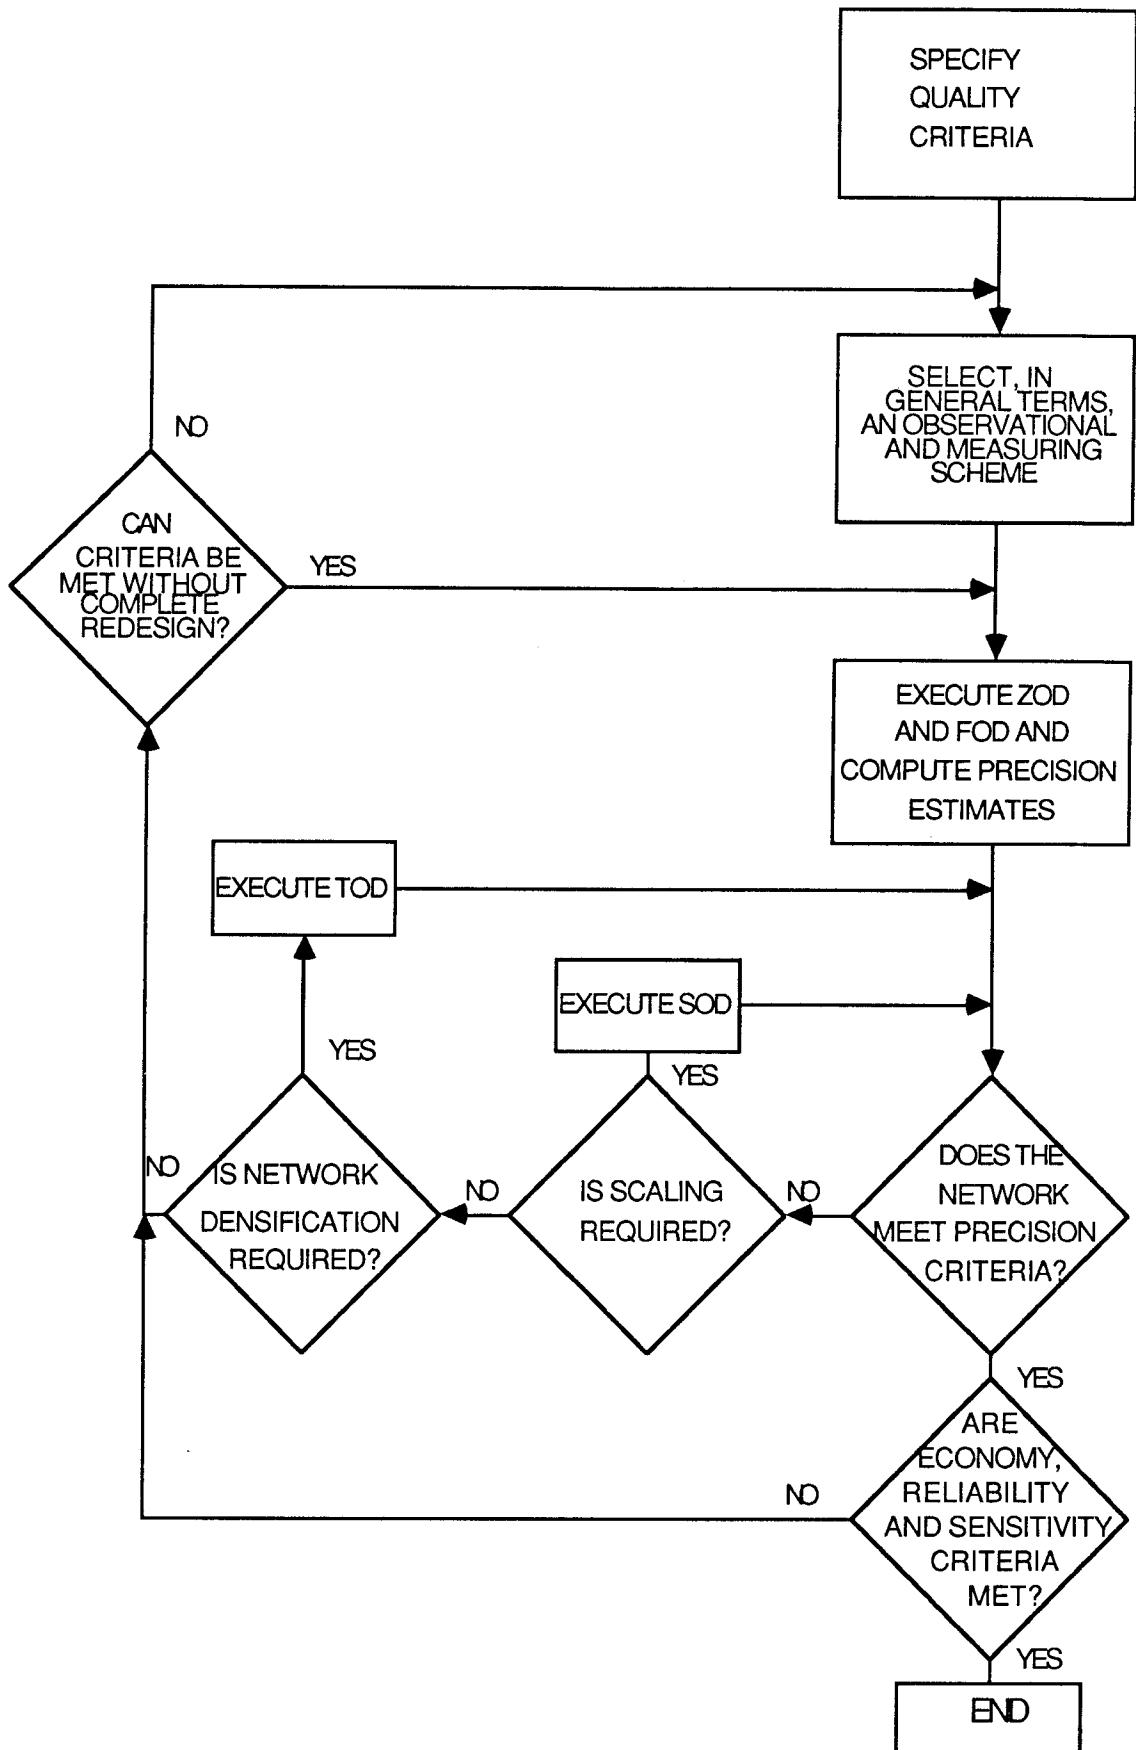 SPECIFY
QUALITY
CRITERIA
SELECT, IN
GENERAL TERMS,
AN OBSERVATIONAL
AND MEASURING
SCHEME
NO
CAN
CRITERIA BE
MET WITHOUT
COMPLETE
REDESIGN?
YES
EXECUTE ZOD
AND FOD AND
COMPUTE PRECISION
ESTIMATES
EXECUTE TOD
EXECUTE SOD
YES
YES
NO
IS NETWORK
DENSIFICATION
REQUIRED?
NO
IS SCALING
REQUIRED?
NO
DOES THE
NETWORK
MEET PRECISION
CRITERIA?
YES
ARE
ECONOMY,
RELIABILITY
AND SENSITIVITY
CRITERIA
MET?
NO
YES
END